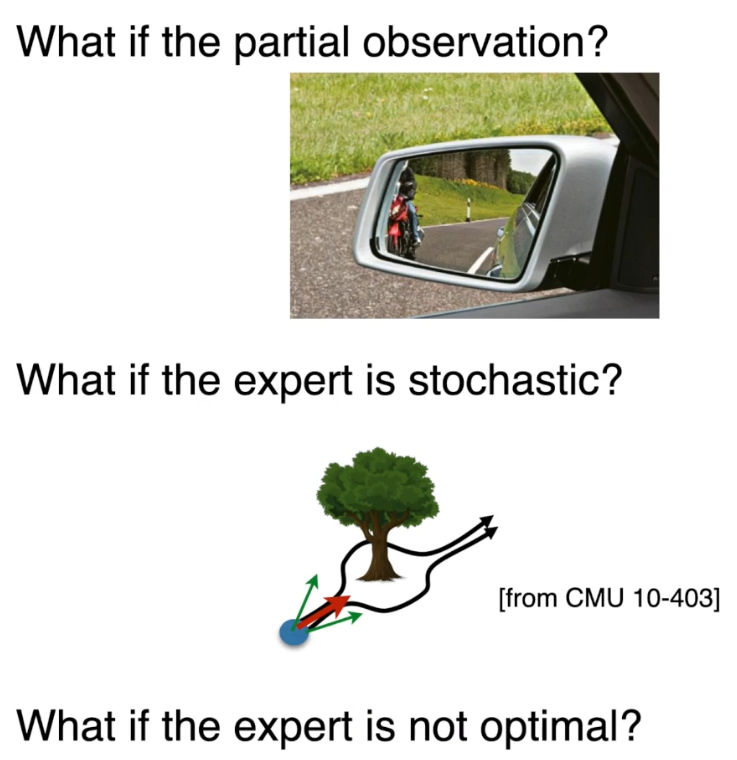 What if the partial observation?
What if the expert is stochastic?
[from CMU 10-403]
What if the expert is not optimal?